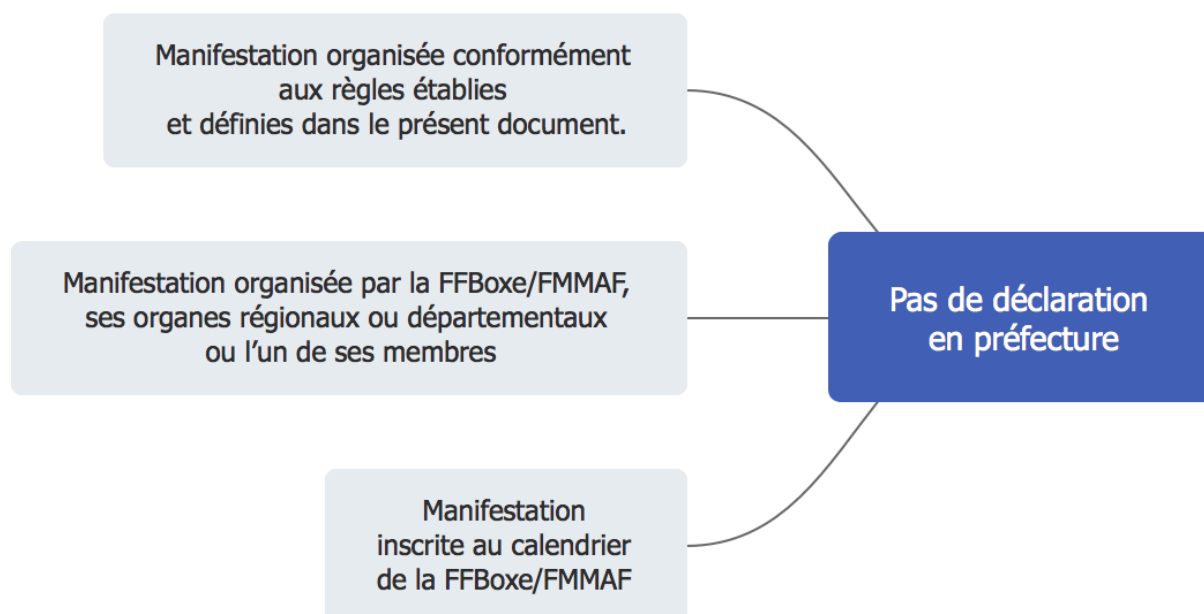 Manifestation organisée conformément
aux règles établies
et définies dans le présent document.
Manifestation organisée par la FFBoxe/FMMAF,
ses organes régionaux ou départementaux
ou l’un de ses membres
Pas de déclaration
en préfecture
Manifestation
inscrite au calendrier
de la FFBoxe/FMMAF